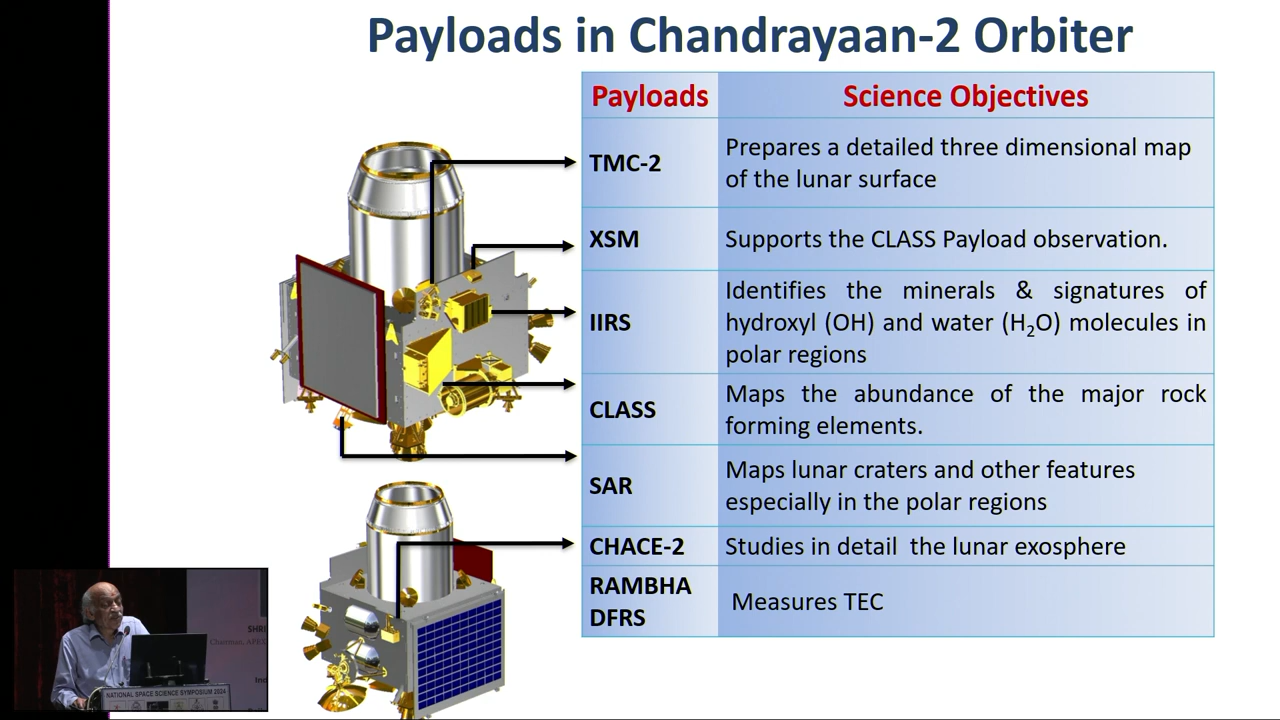 Payloads in Chandrayaan-2 Orbiter
Payloads
Science Objectives
TMC-2
Prepares a detailed three dimensional map
of the lunar surface
XSM
Supports the CLASS Payload observation.
IIRS
Identifies the minerals & signatures of
hydroxyl (OH) and water (H₂O) molecules in
polar regions
CLASS
Maps the abundance of the major rock
forming elements.
SAR
Maps lunar craters and other features
especially in the polar regions
CHACE-2
Studies in detail the lunar exosphere
RAMBHA
DFRS
Measures TEC
SHRI
Chairman, APEX
NATIONAL SPACE SCIENCE SYMPOSIUM 2024